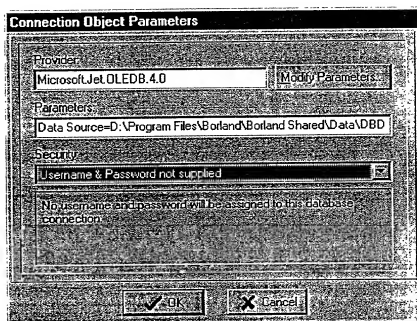 Connection Object Parameters
Provider:
Microsoft.Jet.OLEDB.4.0
Modify Parameters...
Parameters:
Data Source=D:\Program Files\Borland\Borland Shared\Data\DBD
Security:
Username & Password not supplied
No username and password will be assigned to this database
connection.
OK
Cancel